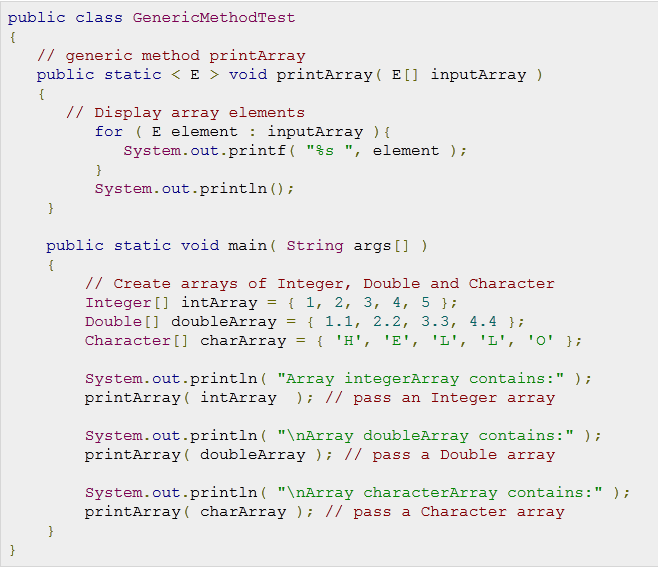 public class GenericMethodTest
{
// generic method printArray
public static < E > void printArray( E[] inputArray )
{
// Display array elements
for ( E element : inputArray ){
System.out.printf( "%s ", element );
}
System.out.println();
}
public static void main( String args[] )
{
// Create arrays of Integer, Double and Character
Integer[] intArray = { 1, 2, 3, 4, 5 };
Double[] doubleArray = { 1.1, 2.2, 3.3, 4.4 };
Character[] charArray = { 'H', 'E', 'L', 'L', 'O' };
System.out.println( "Array integerArray contains:" );
printArray( intArray  ); // pass an Integer array
System.out.println( "\nArray doubleArray contains:" );
printArray( doubleArray ); // pass a Double array
System.out.println( "\nArray characterArray contains:" );
printArray( charArray ); // pass a Character array
}
}